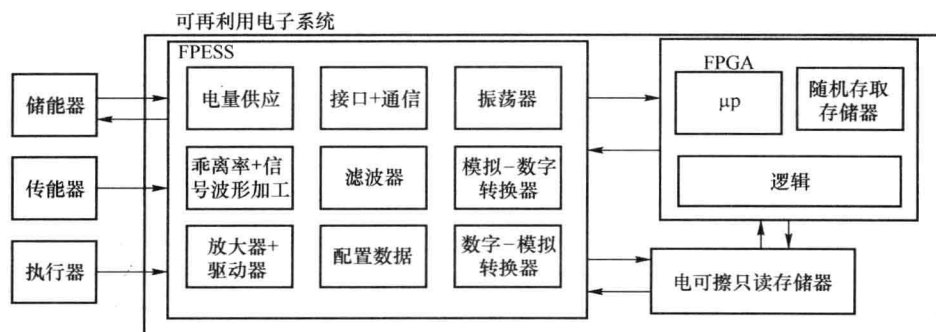 可再利用电子系统
FPESS
FPGA
储能器
传能器
执行器
电量供应
接口+通信
振荡器
乖离率+信
号波形加工
滤波器
模拟-数字
转换器
放大器+
驱动器
配置数据
数字-模拟
转换器
μp
随机存取
存储器
逻辑
电可擦只读存储器